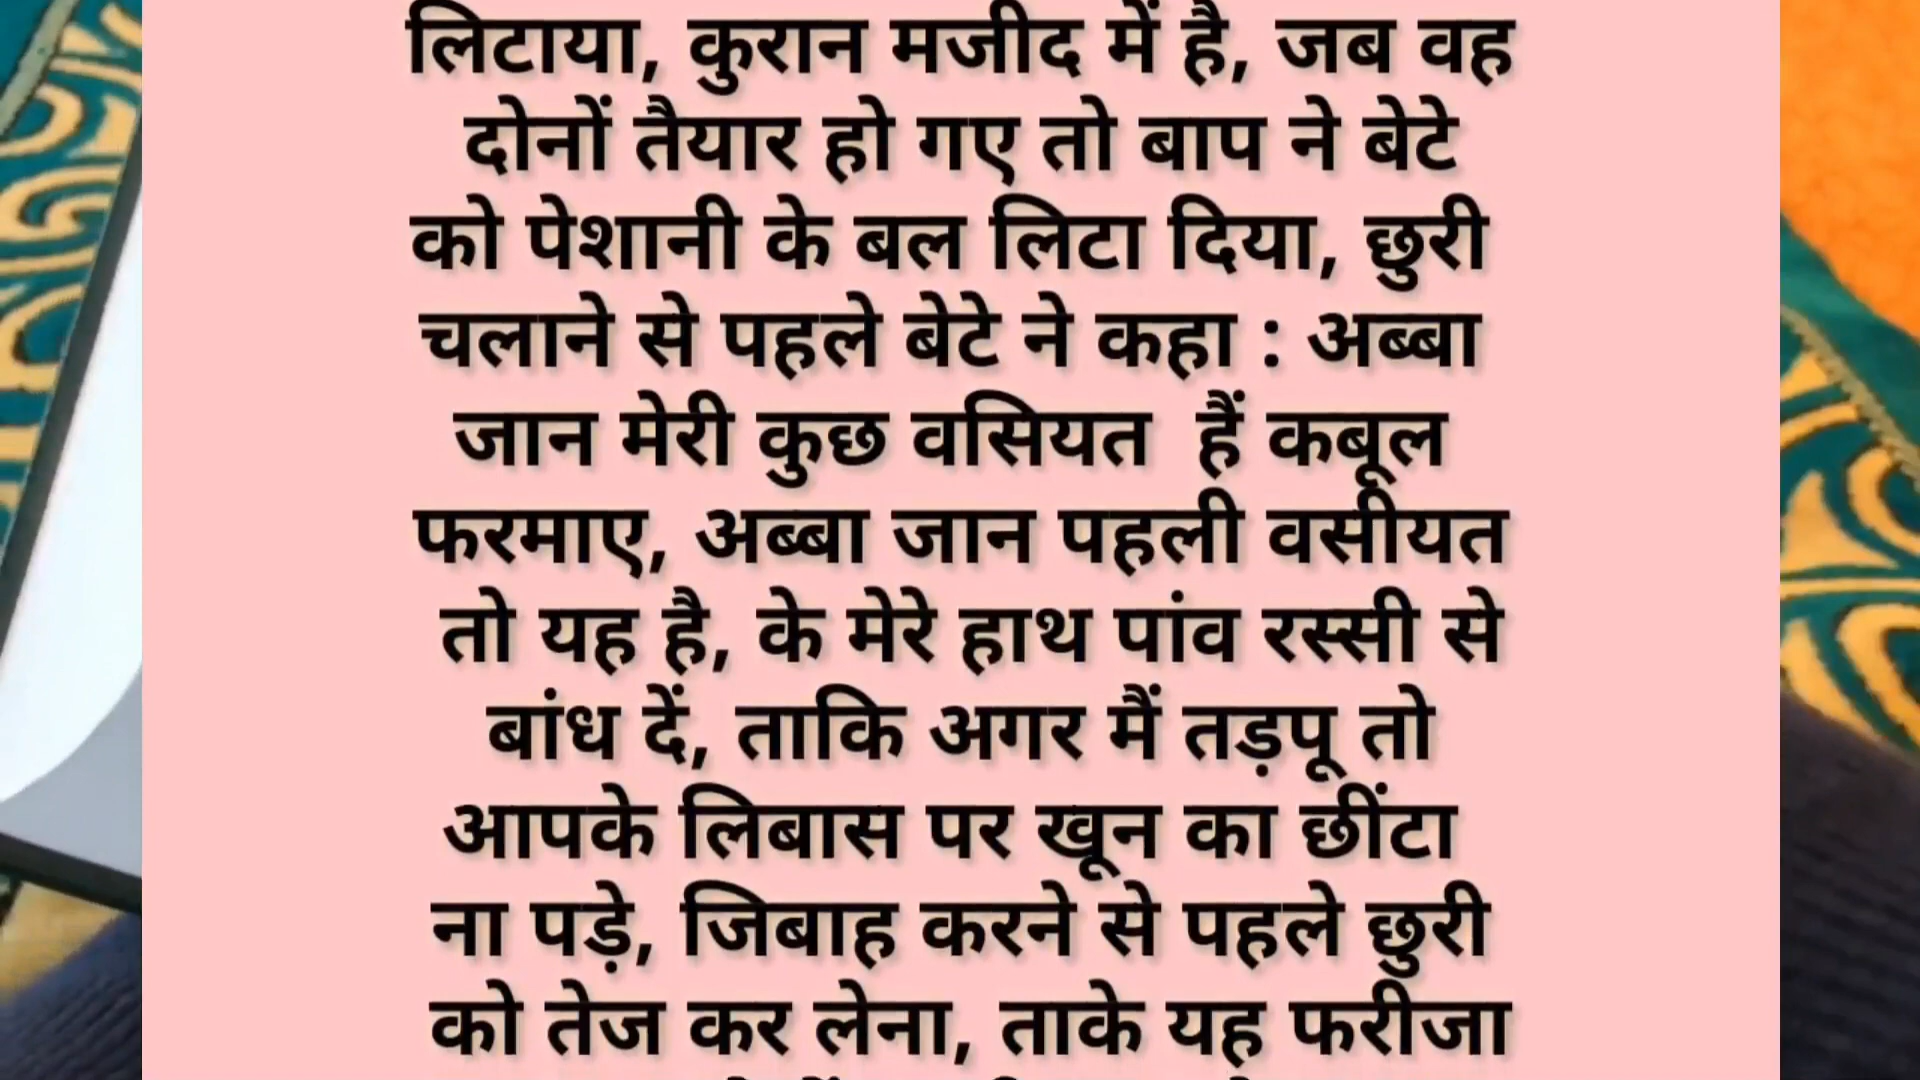 लिटाया, कुरान मजीद में है, जब वह
दोनों तैयार हो गए तो बाप ने बेटे
को पेशानी के बल लिटा दिया, छुरी
चलाने से पहले बेटे ने कहा : अब्बा
जान मेरी कुछ वसियत हैं कबूल
फरमाए, अब्बा जान पहली वसीयत
तो यह है, के मेरे हाथ पांव रस्सी से
बांध दें, ताकि अगर मैं तड़पू तो
आपके लिबास पर खून का छींटा
ना पड़े, जिबाह करने से पहले छुरी
को तेज कर लेना, ताके यह फरीजा